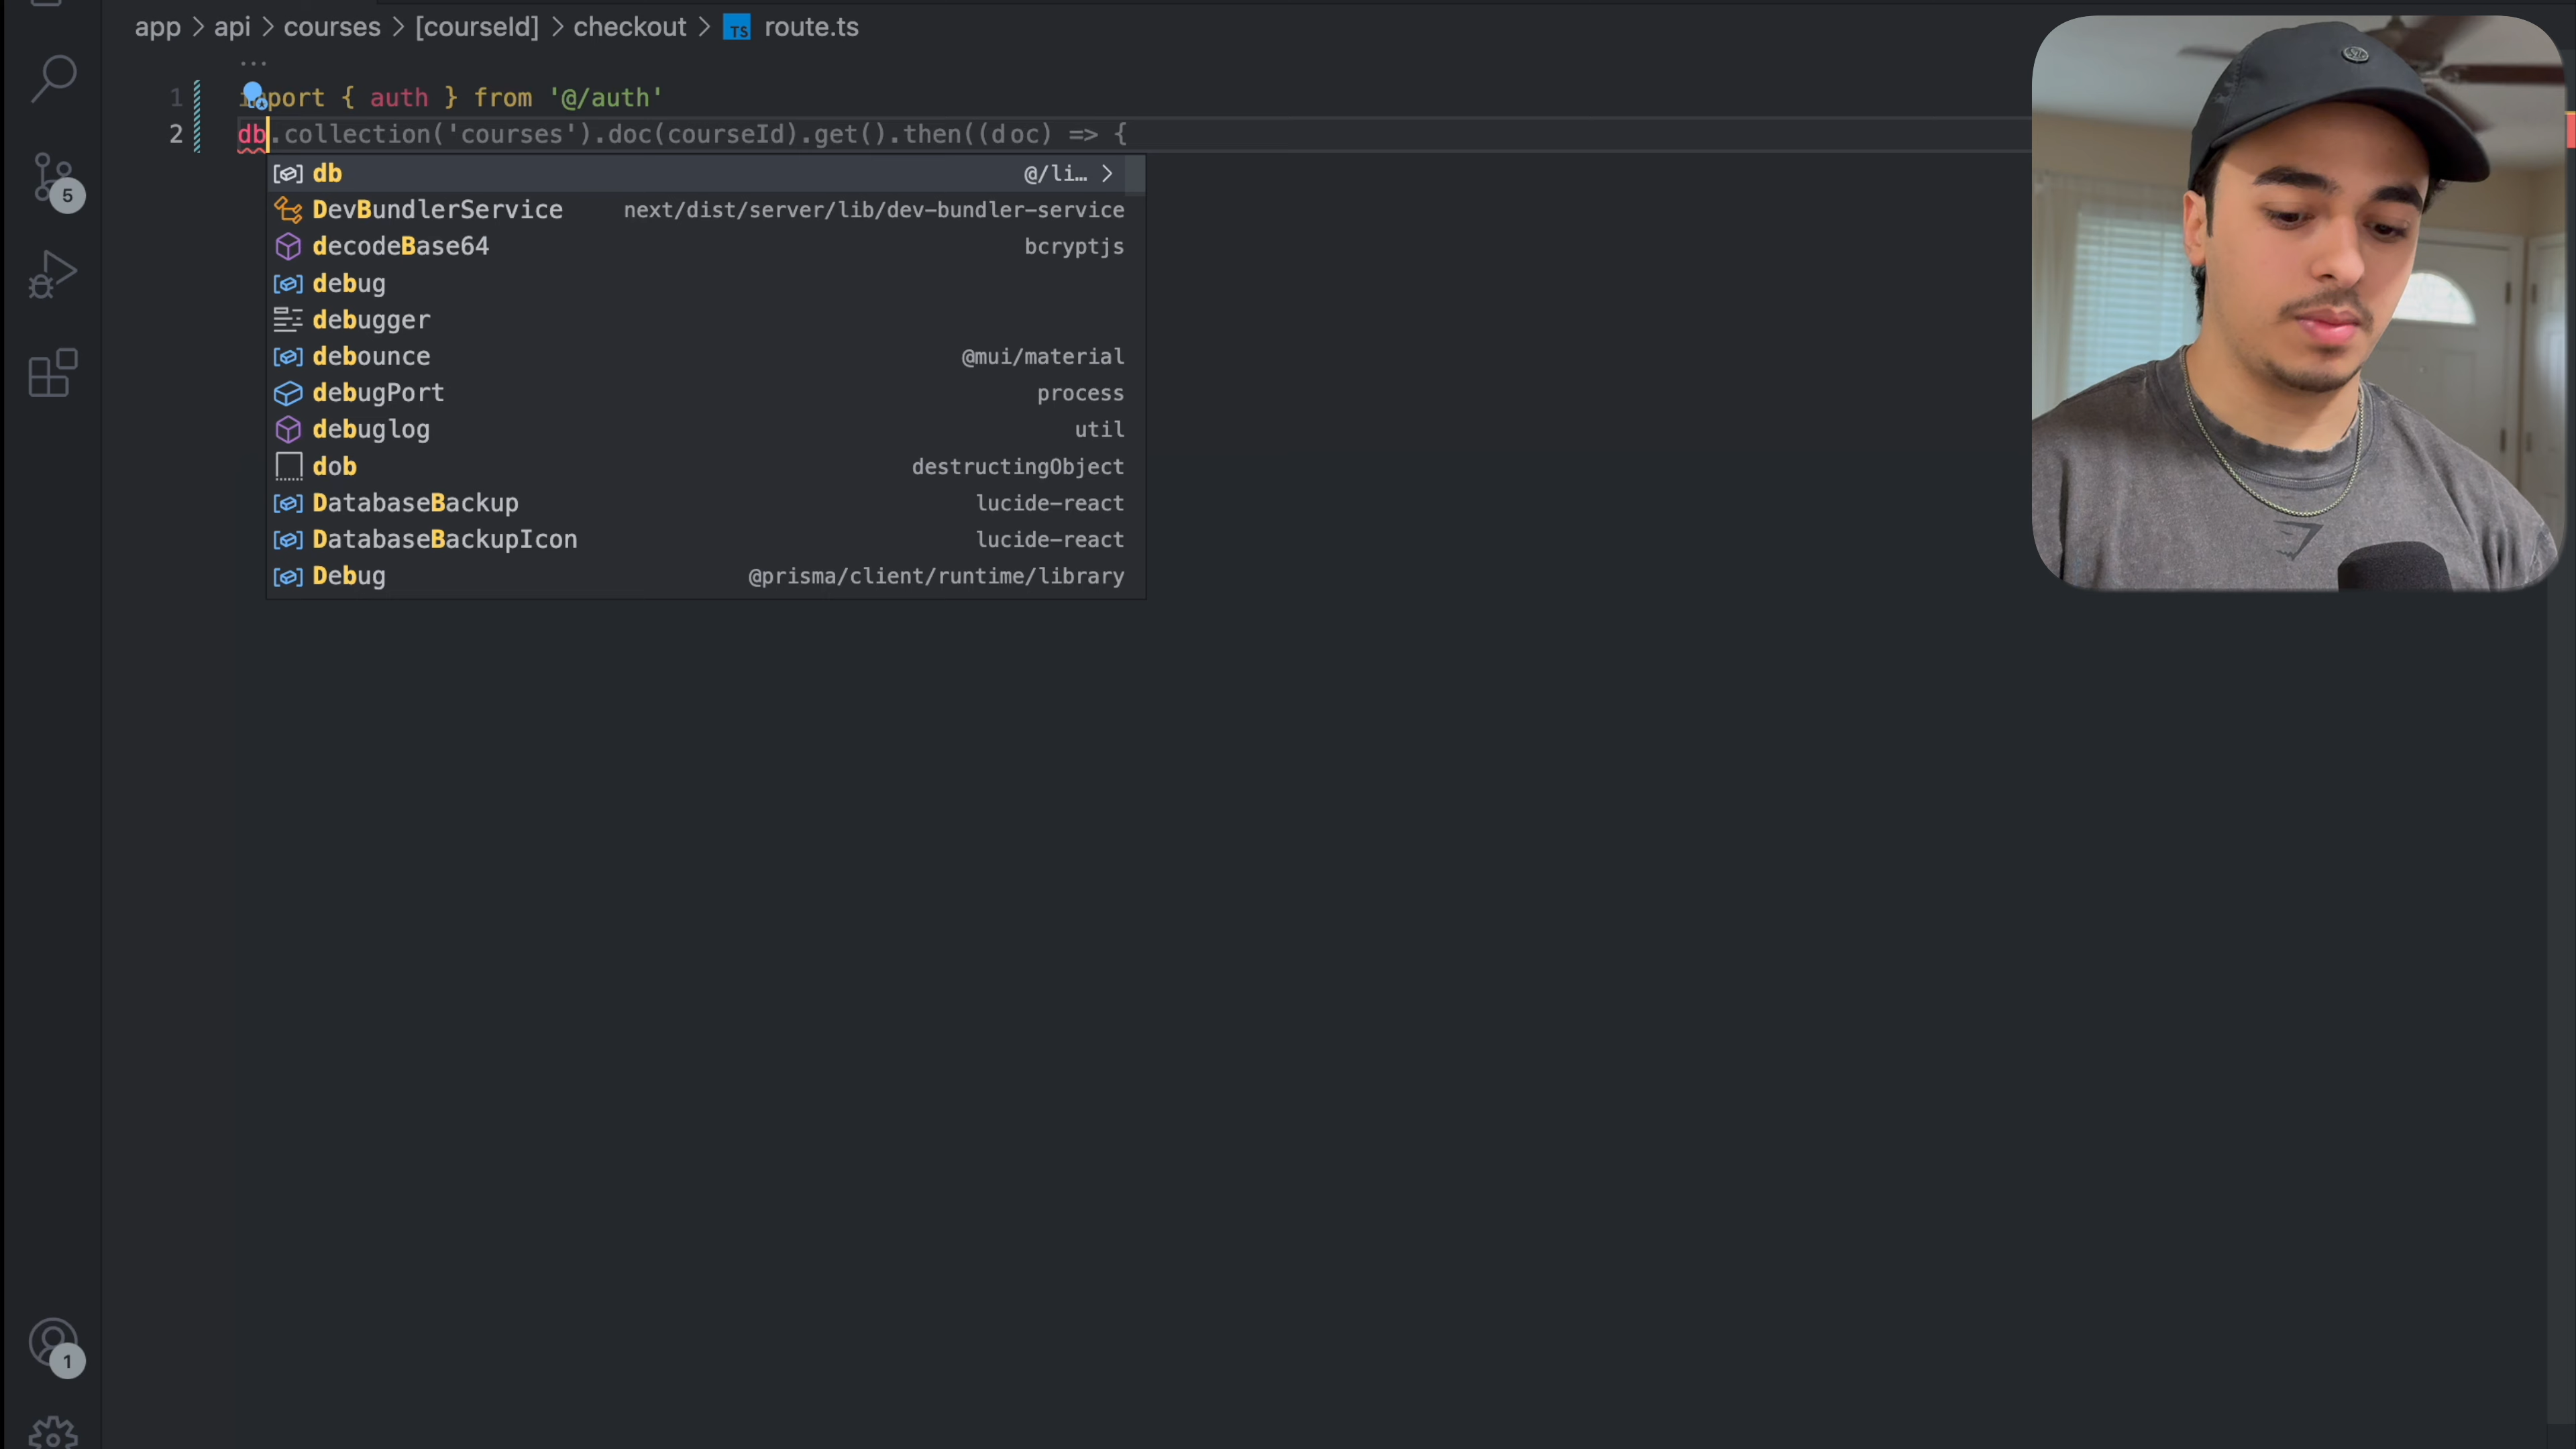 app > api > courses > [courseId] > checkout > TS route.ts
...
1 import { auth } from '@/auth'
2 db.collection('courses').doc(courseId).get().then((doc) => {
db @/li… >
DevBundlerService next/dist/server/lib/dev-bundler-service
decodeBase64 bcryptjs
debug
debugger
debounce @mui/material
debugPort process
debuglog util
dob destructingObject
DatabaseBackup lucide-react
DatabaseBackupIcon lucide-react
Debug @prisma/client/runtime/library
5
1